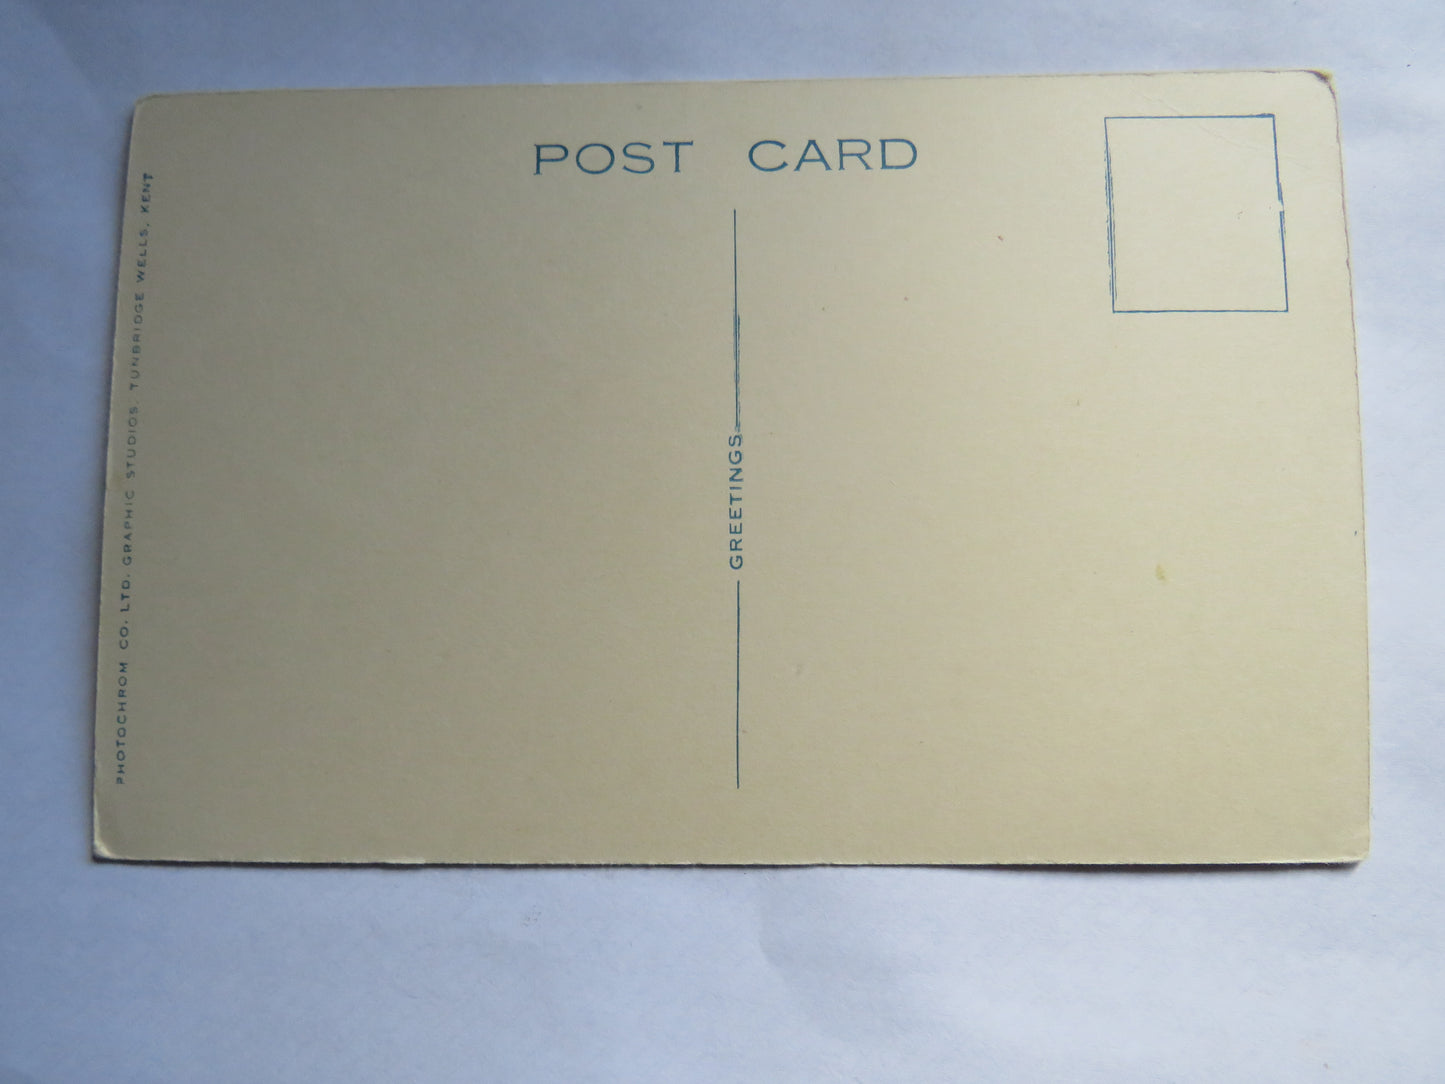 POST CARD
PHOTOCHROM CO. LTD. GRAPHIC STUDIOS, TUNBRIDGE WELLS, KENT
GREETINGS